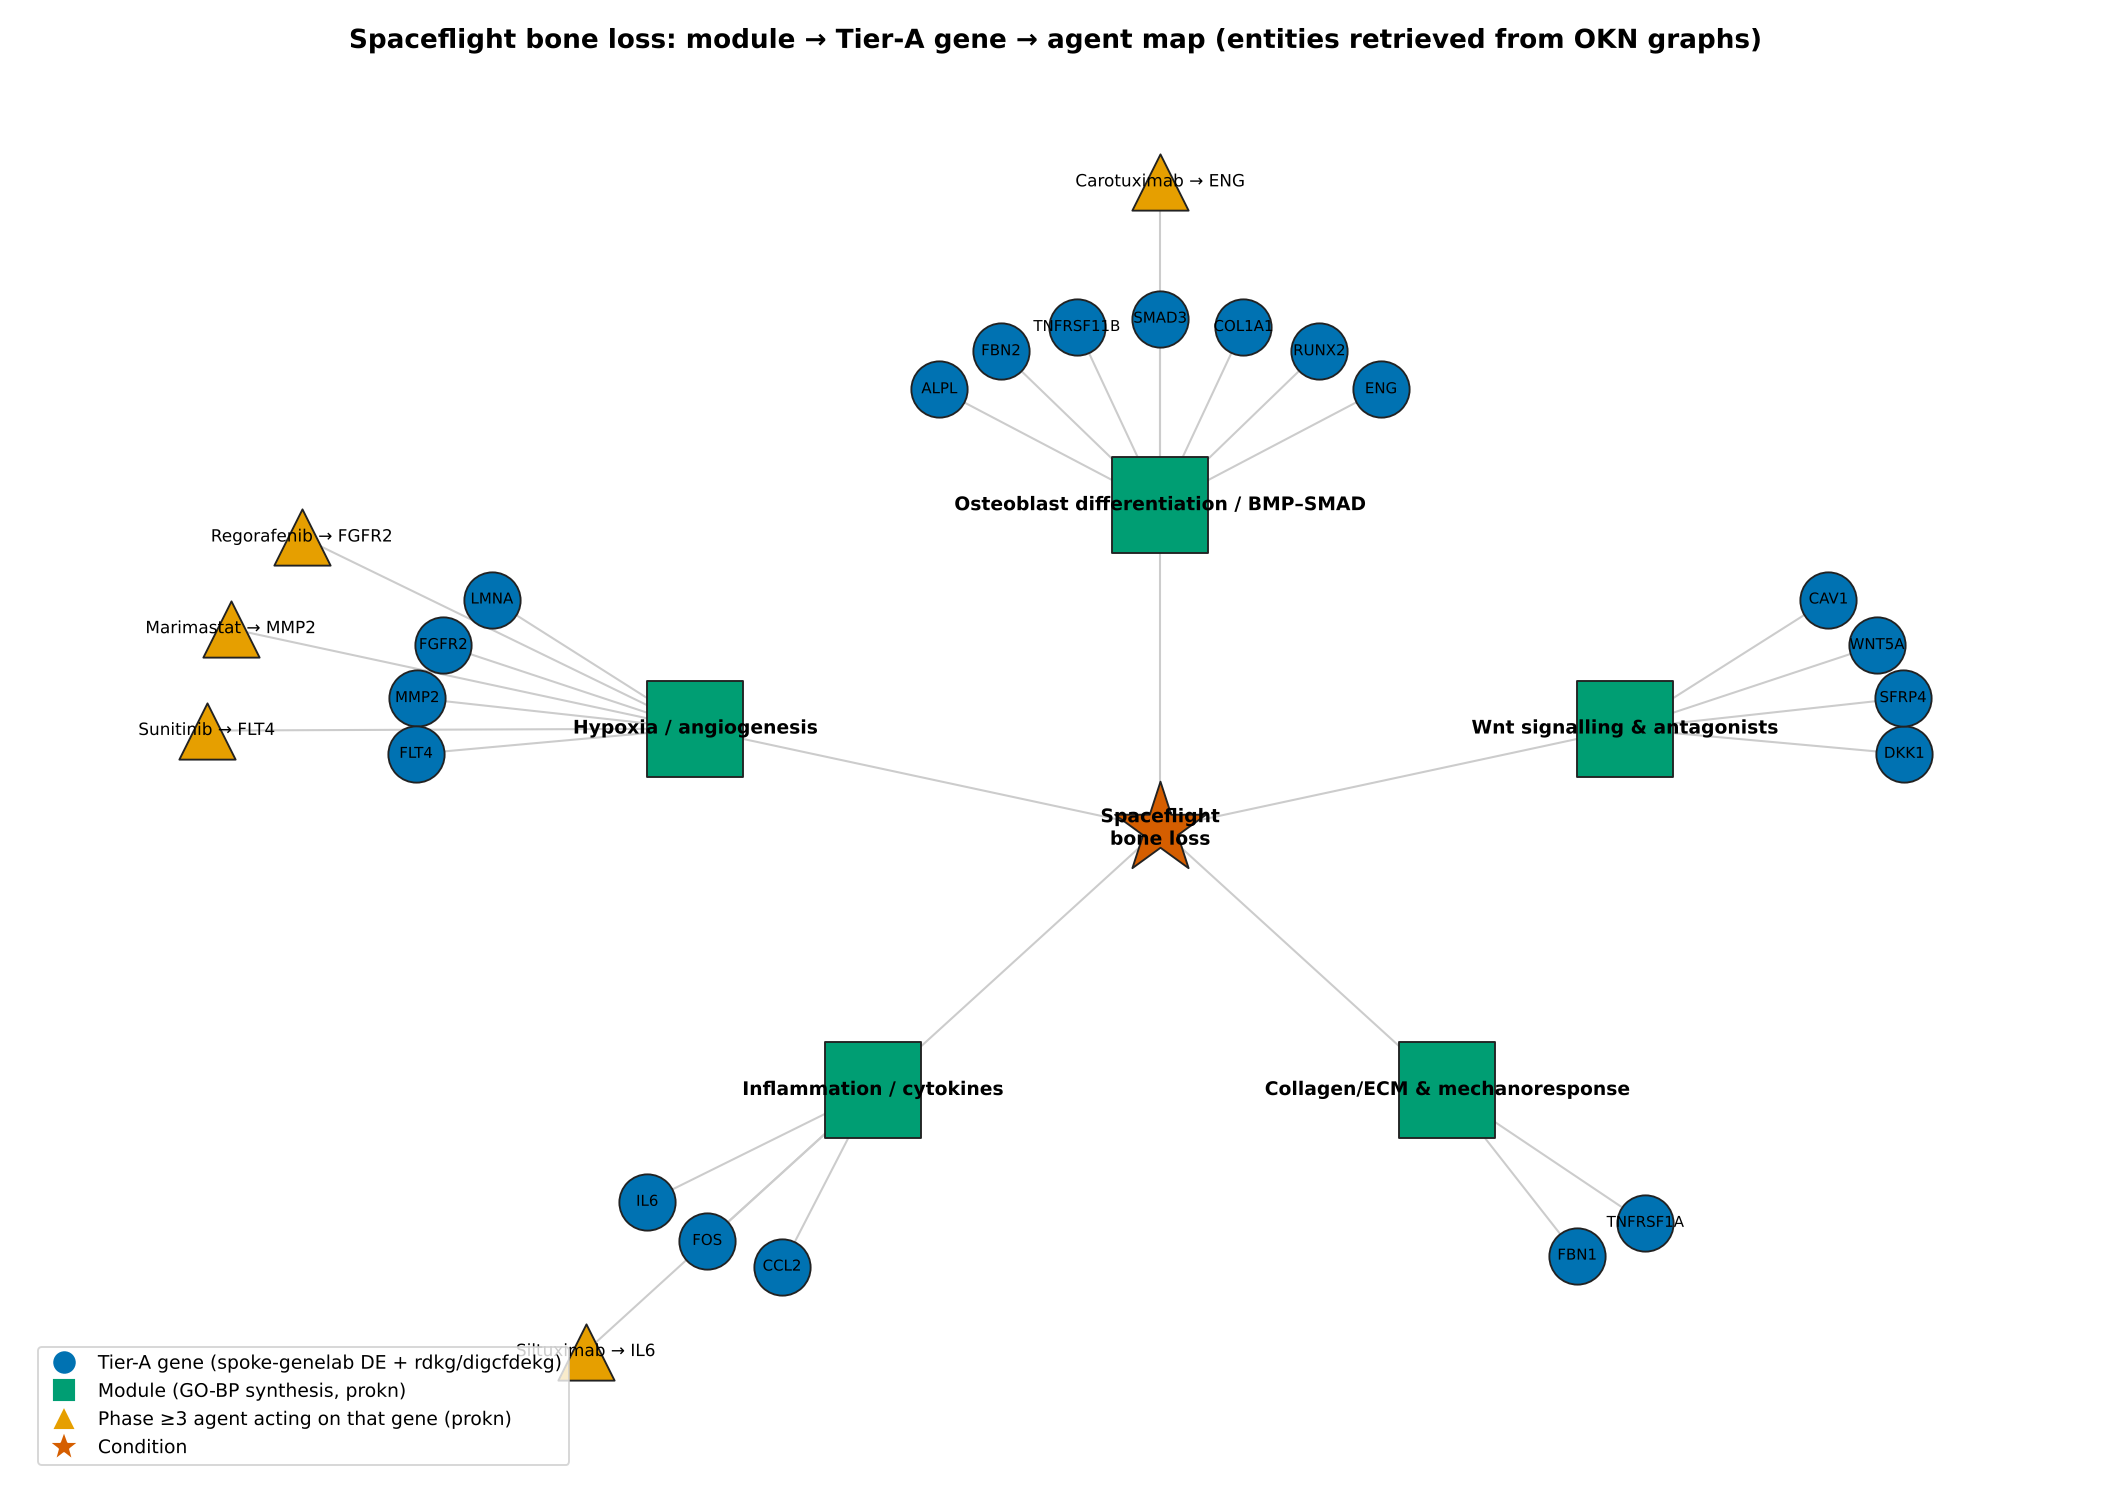 Spaceflight bone loss: module → Tier-A gene → agent map (entities retrieved from OKN graphs)
Carotuximab → ENG
SMAD3
TNFRSF11B
COL1A1
FBN2
RUNX2
ALPL
ENG
Osteoblast differentiation / BMP–SMAD
Regorafenib → FGFR2
LMNA
Marimastat → MMP2
FGFR2
MMP2
Sunitinib → FLT4
FLT4
Hypoxia / angiogenesis
CAV1
WNT5A
SFRP4
Wnt signalling & antagonists
DKK1
Spaceflight
bone loss
Inflammation / cytokines
Collagen/ECM & mechanoresponse
IL6
FOS
CCL2
TNFRSF1A
FBN1
Siltuximab → IL6
Tier-A gene (spoke-genelab DE + rdkg/digcfdekg)
Module (GO-BP synthesis, prokn)
Phase ≥3 agent acting on that gene (prokn)
Condition